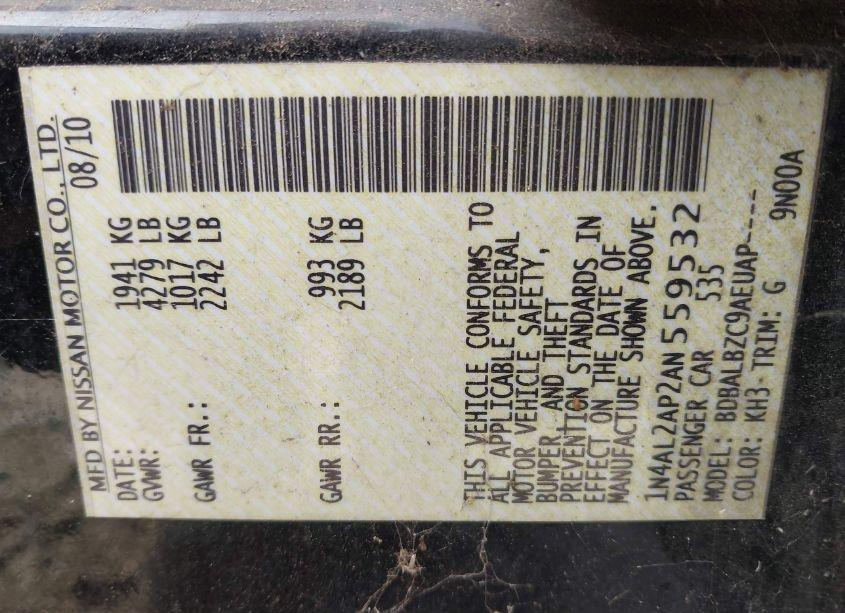 MFD BY NISSAN MOTOR CO., LTD.
DATE: 08/10
GVWR: 1941 KG
4279 LB
GAWR FR.: 1017 KG
2242 LB
GAWR RR.: 993 KG
2189 LB
THIS VEHICLE CONFORMS TO
ALL APPLICABLE FEDERAL
MOTOR VEHICLE SAFETY,
BUMPER, AND THEFT
PREVENTION STANDARDS IN
EFFECT ON THE DATE OF
MANUFACTURE SHOWN ABOVE.
1N4AL2AP2AN559532
PASSENGER CAR 535
MODEL: BDBALBZC9AEUAP----
COLOR: KH3 TRIM: G 9N00A